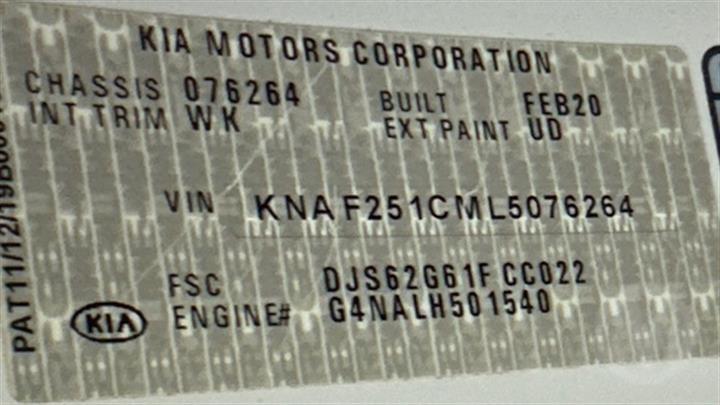 KIA MOTORS CORPORATION
CHASSIS 076264 BUILT FEB20
INT TRIM WK EXT PAINT UD
VIN KNAF251CML5076264
FSC DJS62G61F CC022
KIA ENGINE# G4NALH501540